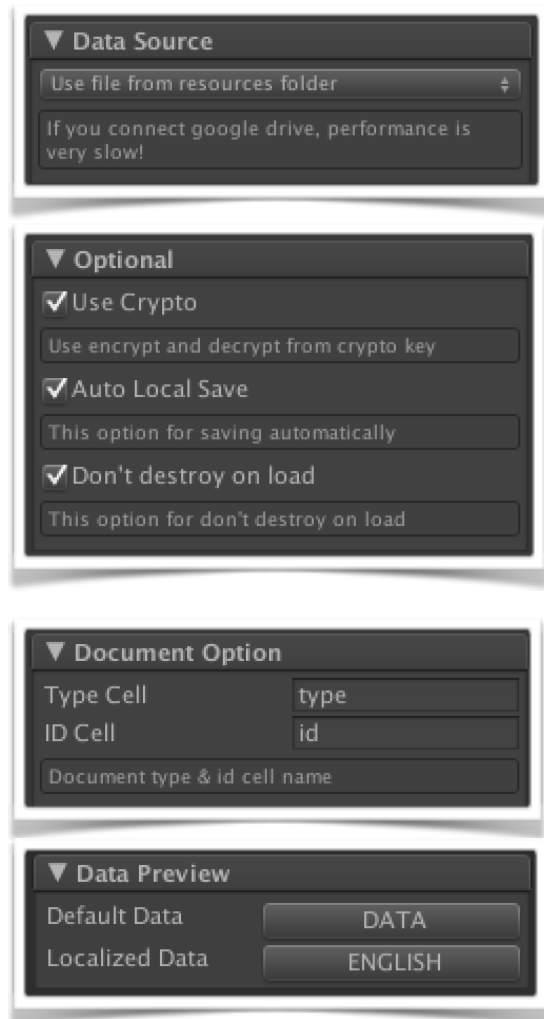 Data Source
Use file from resources folder
If you connect google drive, performance is
very slow!
Optional
Use Crypto
Use encrypt and decrypt from crypto key
Auto Local Save
This option for saving automatically
Don't destroy on load
This option for don't destroy on load
Document Option
Type Cell type
ID Cell id
Document type & id cell name
Data Preview
Default Data DATA
Localized Data ENGLISH